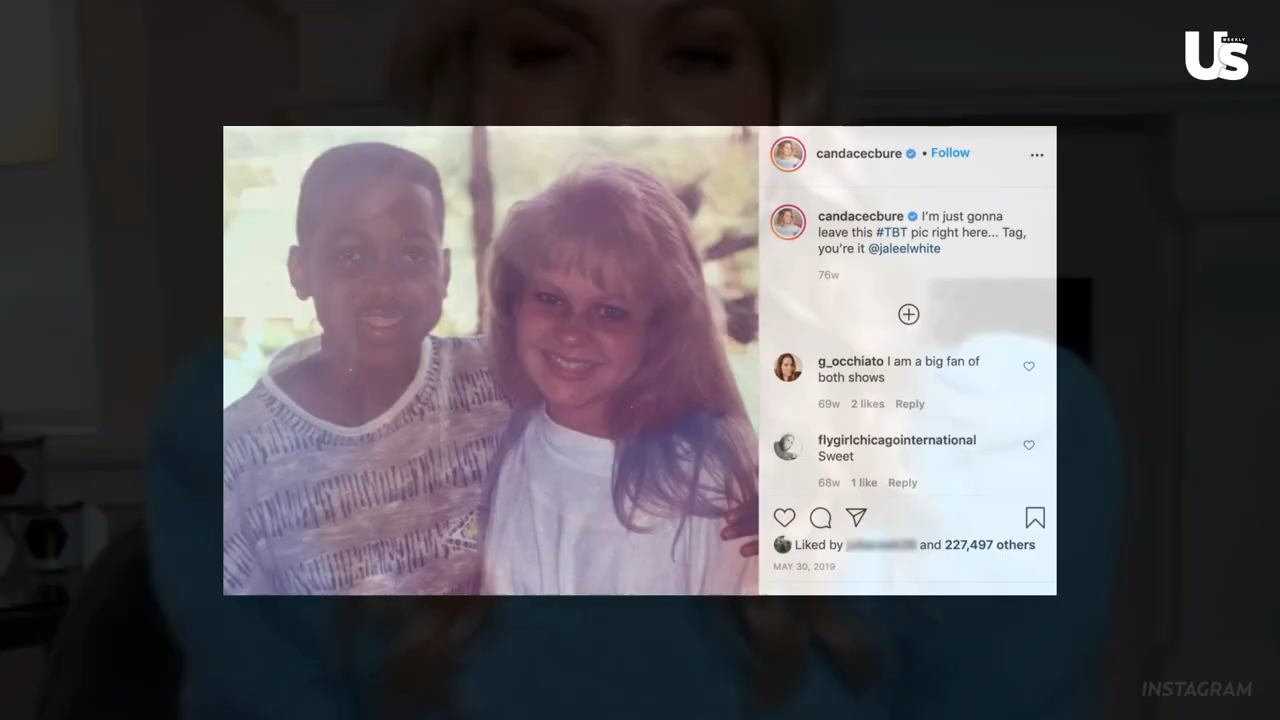 Us
WEEKLY
candacecbure • Follow
candacecbure I'm just gonna
leave this #TBT pic right here... Tag,
you're it @jaleelwhite
76w
g_occhiato I am a big fan of
both shows
69w 2 likes Reply
flygirlchicagointernational
Sweet
68w 1 like Reply
Liked by and 227,497 others
MAY 30, 2019
INSTAGRAM